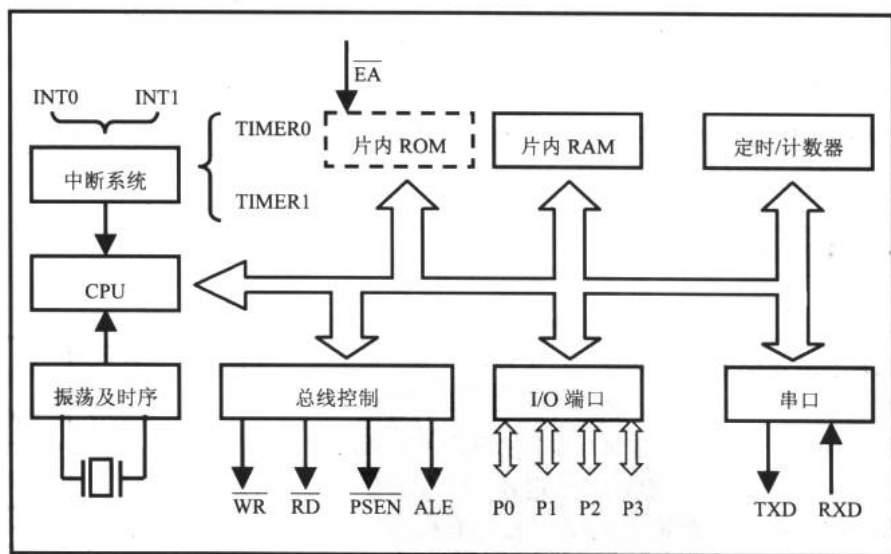 EA
INT0 INT1
TIMER0
片内 ROM
片内 RAM
定时/计数器
中断系统
TIMER1
CPU
振荡及时序
总线控制
I/O 端口
串口
WR RD PSEN ALE
P0 P1 P2 P3
TXD RXD